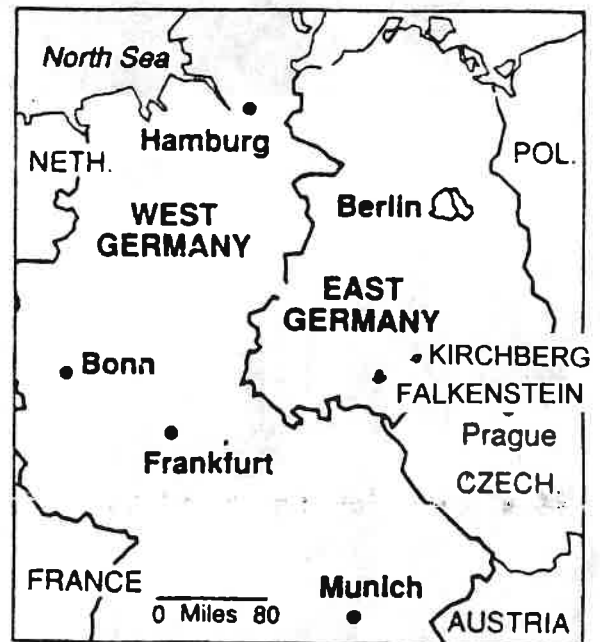 North Sea
Hamburg
NETH.
POL.
WEST
GERMANY
Berlin
EAST
GERMANY
KIRCHBERG
Bonn
FALKENSTEIN
Prague
Frankfurt
CZECH.
FRANCE
0 Miles 80
Munich
AUSTRIA